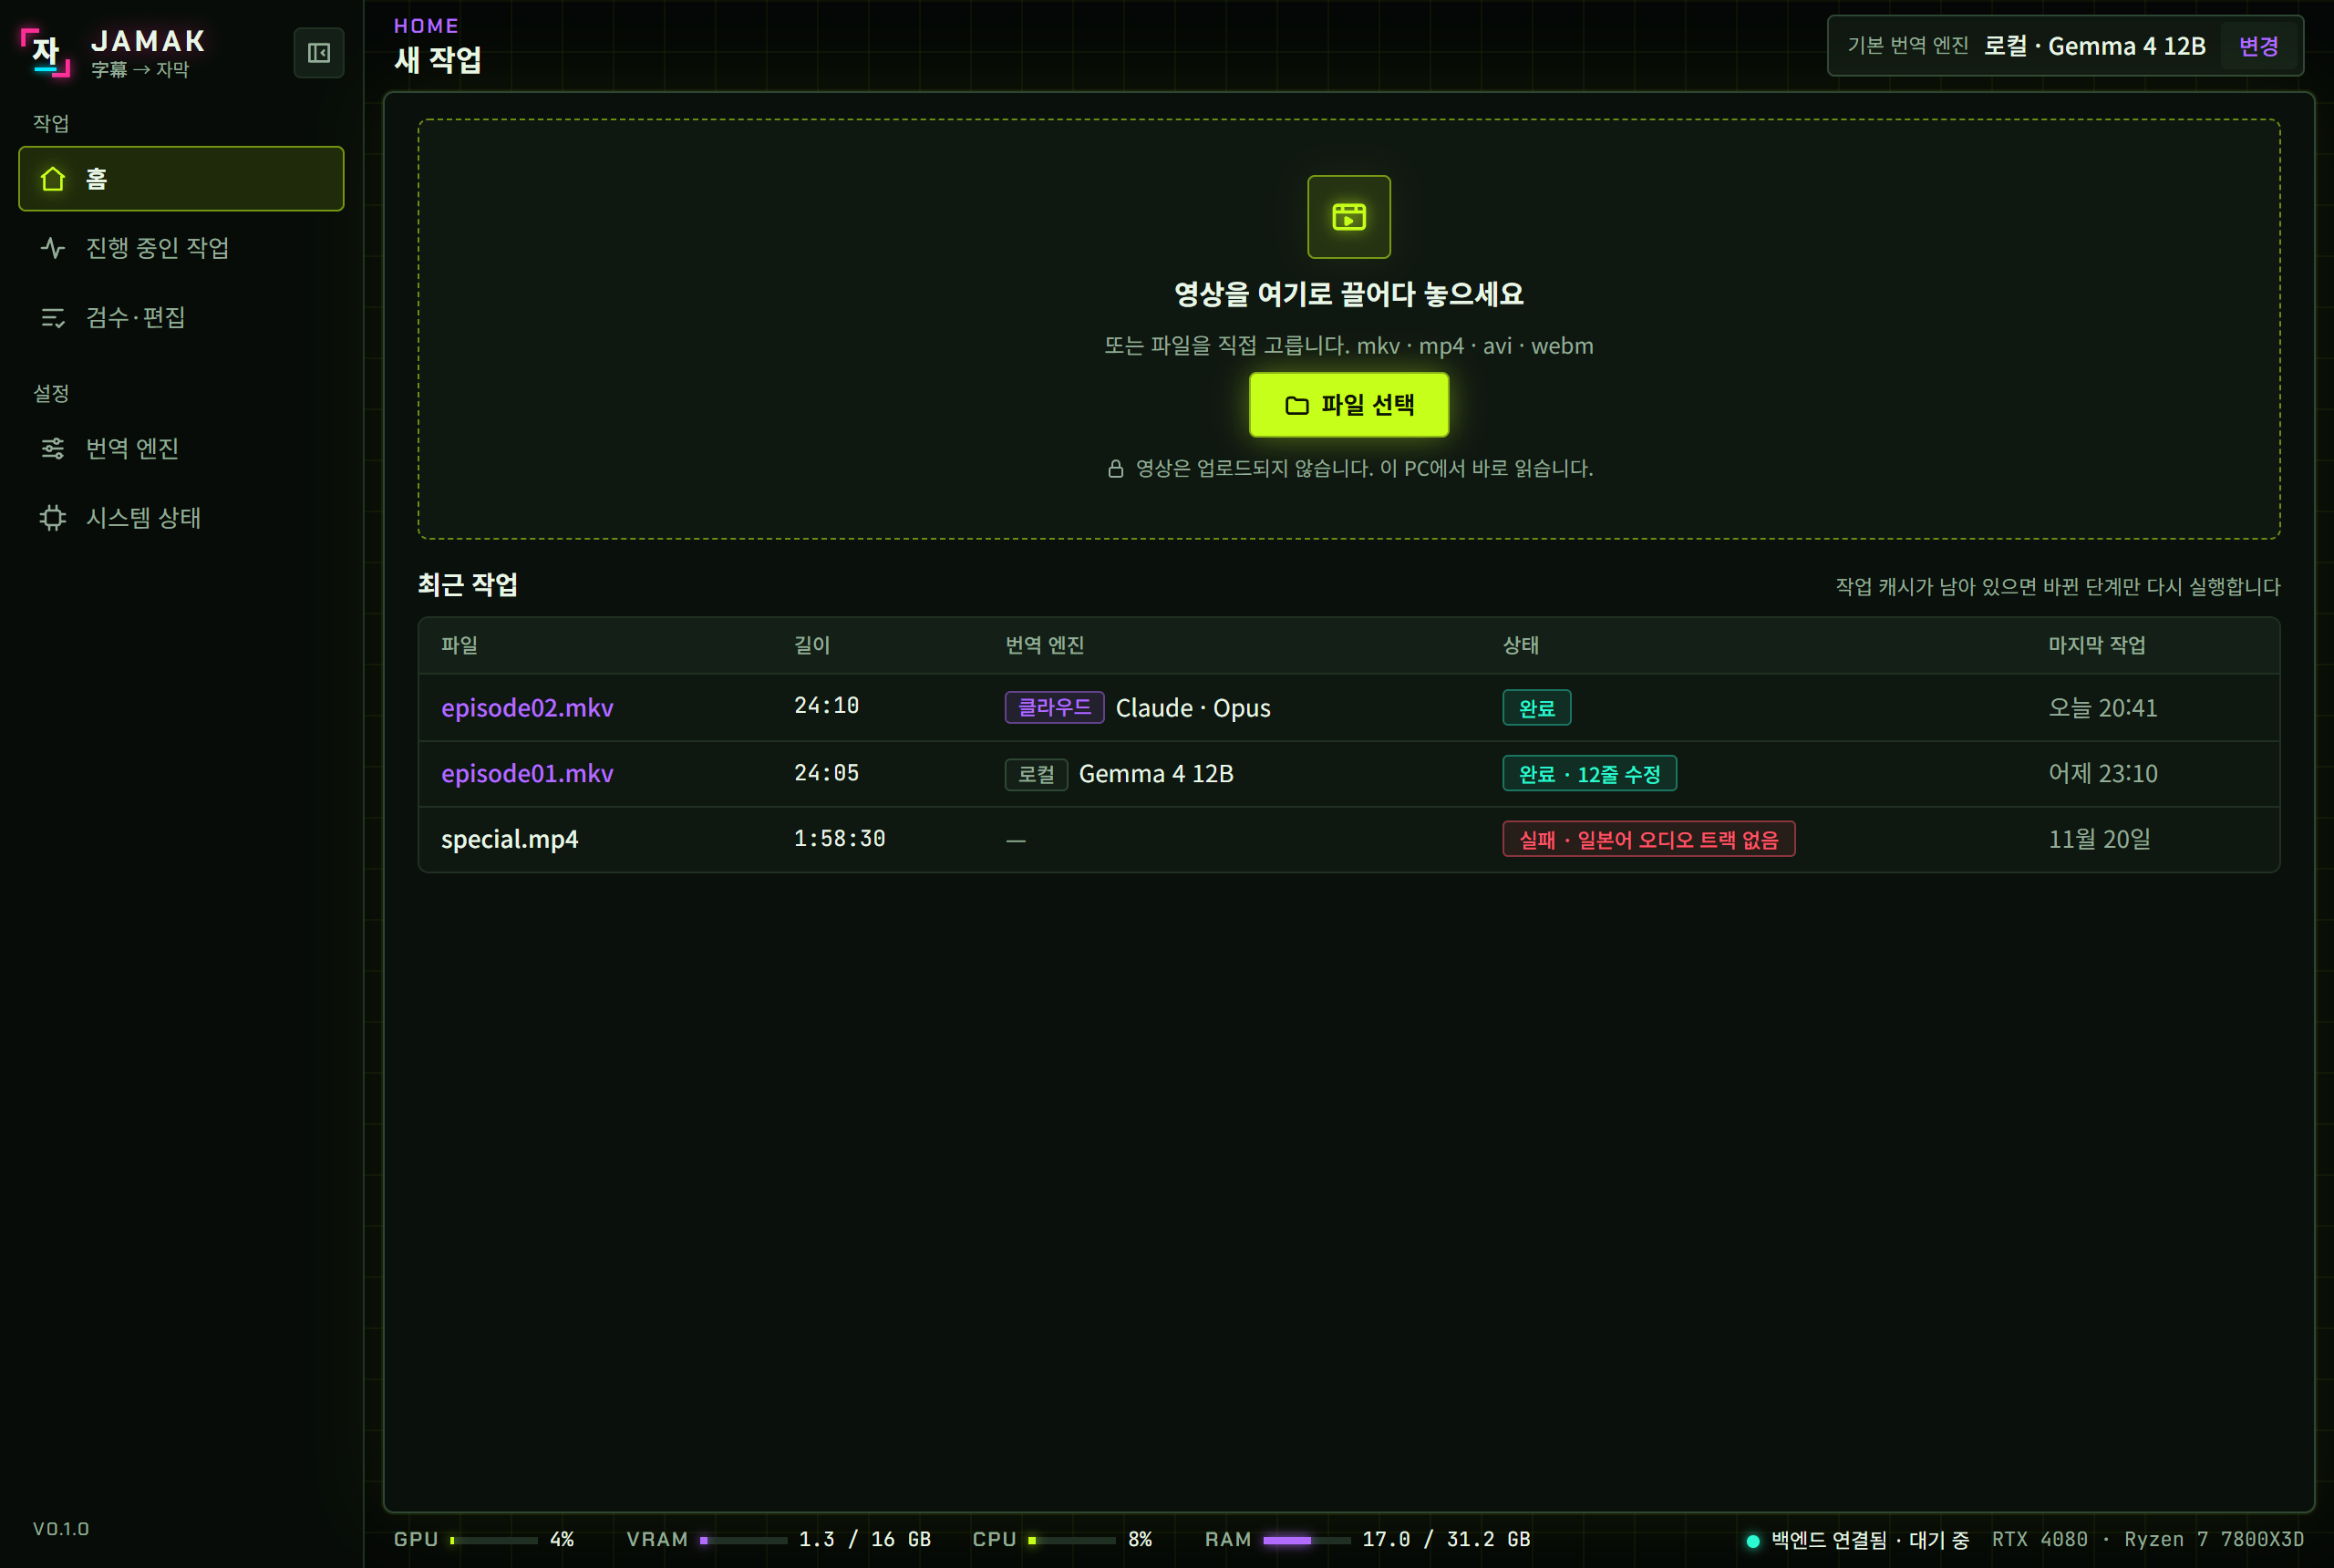 자
JAMAK
字幕 → 자막
작업
홈
진행 중인 작업
검수·편집
설정
번역 엔진
시스템 상태
V0.1.0
HOME
새 작업
기본 번역 엔진 로컬 · Gemma 4 12B 변경
영상을 여기로 끌어다 놓으세요
또는 파일을 직접 고릅니다. mkv · mp4 · avi · webm
파일 선택
영상은 업로드되지 않습니다. 이 PC에서 바로 읽습니다.
최근 작업
작업 캐시가 남아 있으면 바뀐 단계만 다시 실행합니다
파일 길이 번역 엔진 상태 마지막 작업
episode02.mkv 24:10 클라우드 Claude · Opus 완료 오늘 20:41
episode01.mkv 24:05 로컬 Gemma 4 12B 완료 · 12줄 수정 어제 23:10
special.mp4 1:58:30 — 실패 · 일본어 오디오 트랙 없음 11월 20일
GPU 4% VRAM 1.3 / 16 GB CPU 8% RAM 17.0 / 31.2 GB 백엔드 연결됨 · 대기 중 RTX 4080 · Ryzen 7 7800X3D